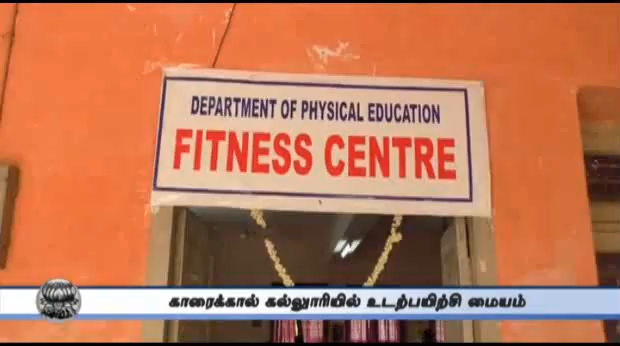 DEPARTMENT OF PHYSICAL EDUCATION
FITNESS CENTRE
காரைக்கால் கல்லூரியில் உடற்பயிற்சி மையம்